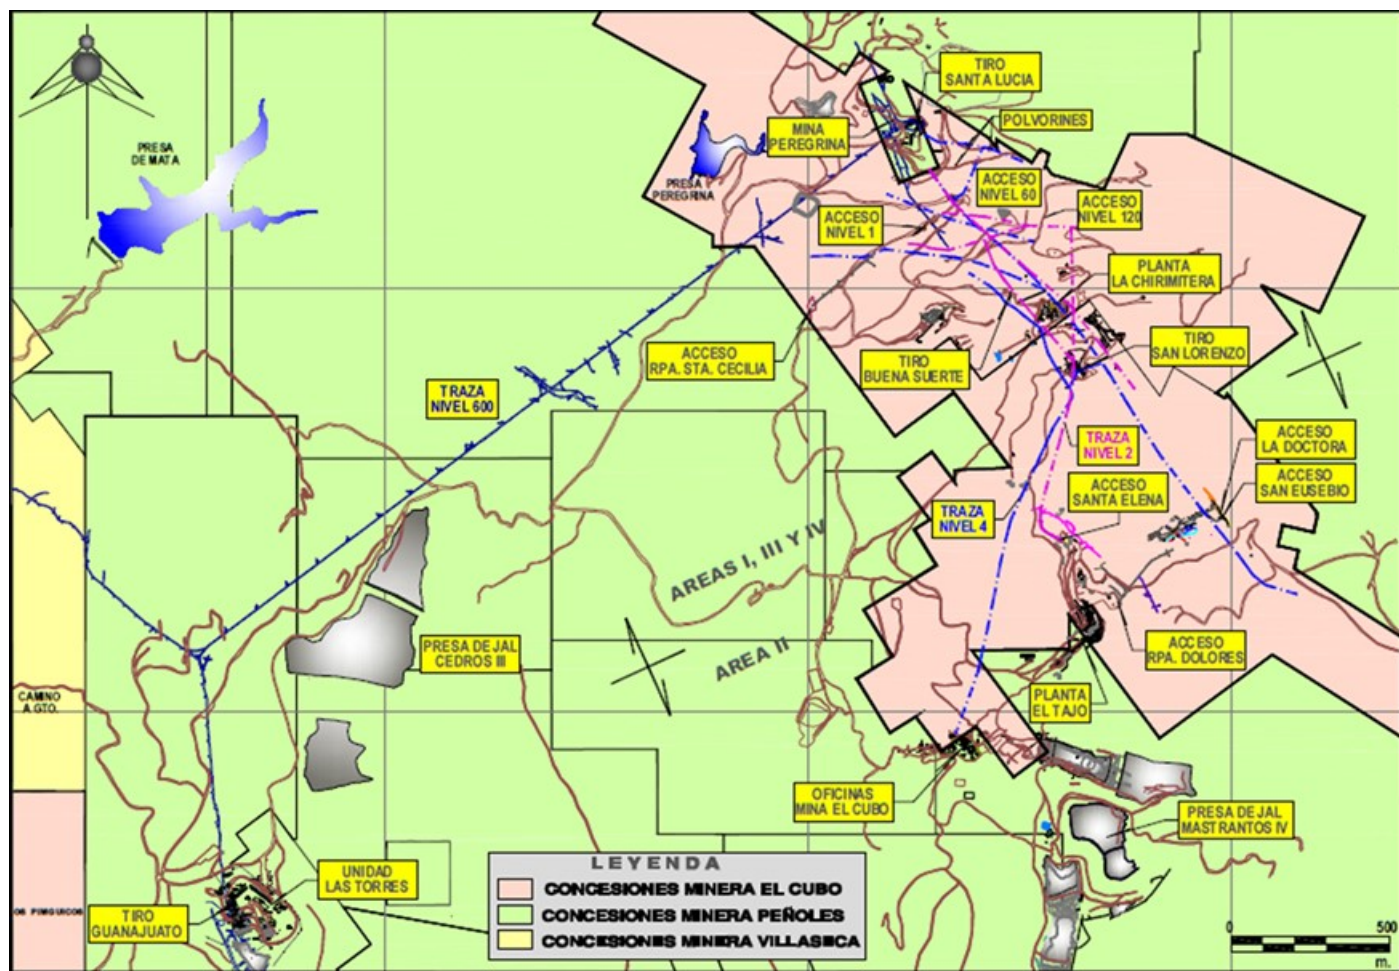 TIRO
SANTA LUCIA
MINA
PEREGRINA
POLVORINES
PRESA
DE MATA
PRESA
PEREGRINA
ACCESO
NIVEL 60
ACCESO
NIVEL 120
ACCESO
NIVEL 1
PLANTA
LA CHIRIMITERA
ACCESO
RPA. STA. CECILIA
TIRO
BUENA SUERTE
TIRO
SAN LORENZO
TRAZA
NIVEL 600
TRAZA
NIVEL 2
ACCESO
LA DOCTORA
ACCESO
SANTA ELENA
ACCESO
SAN EUSEBIO
TRAZA
NIVEL 4
AREAS I, III Y IV
AREA II
PRESA DE JAL
CEDROS III
ACCESO
RPA. DOLORES
CAMINO
A GTO.
PLANTA
EL TAJO
OFICINAS
MINA EL CUBO
PRESA DE JAL
MASTRANTOS IV
UNIDAD
LAS TORRES
TIRO
GUANAJUATO
LEYENDA
CONCESIONES MINERA EL CUBO
CONCESIONES MINERA PEÑOLES
CONCESIONES MINERA VILLASECA
0 500
m.